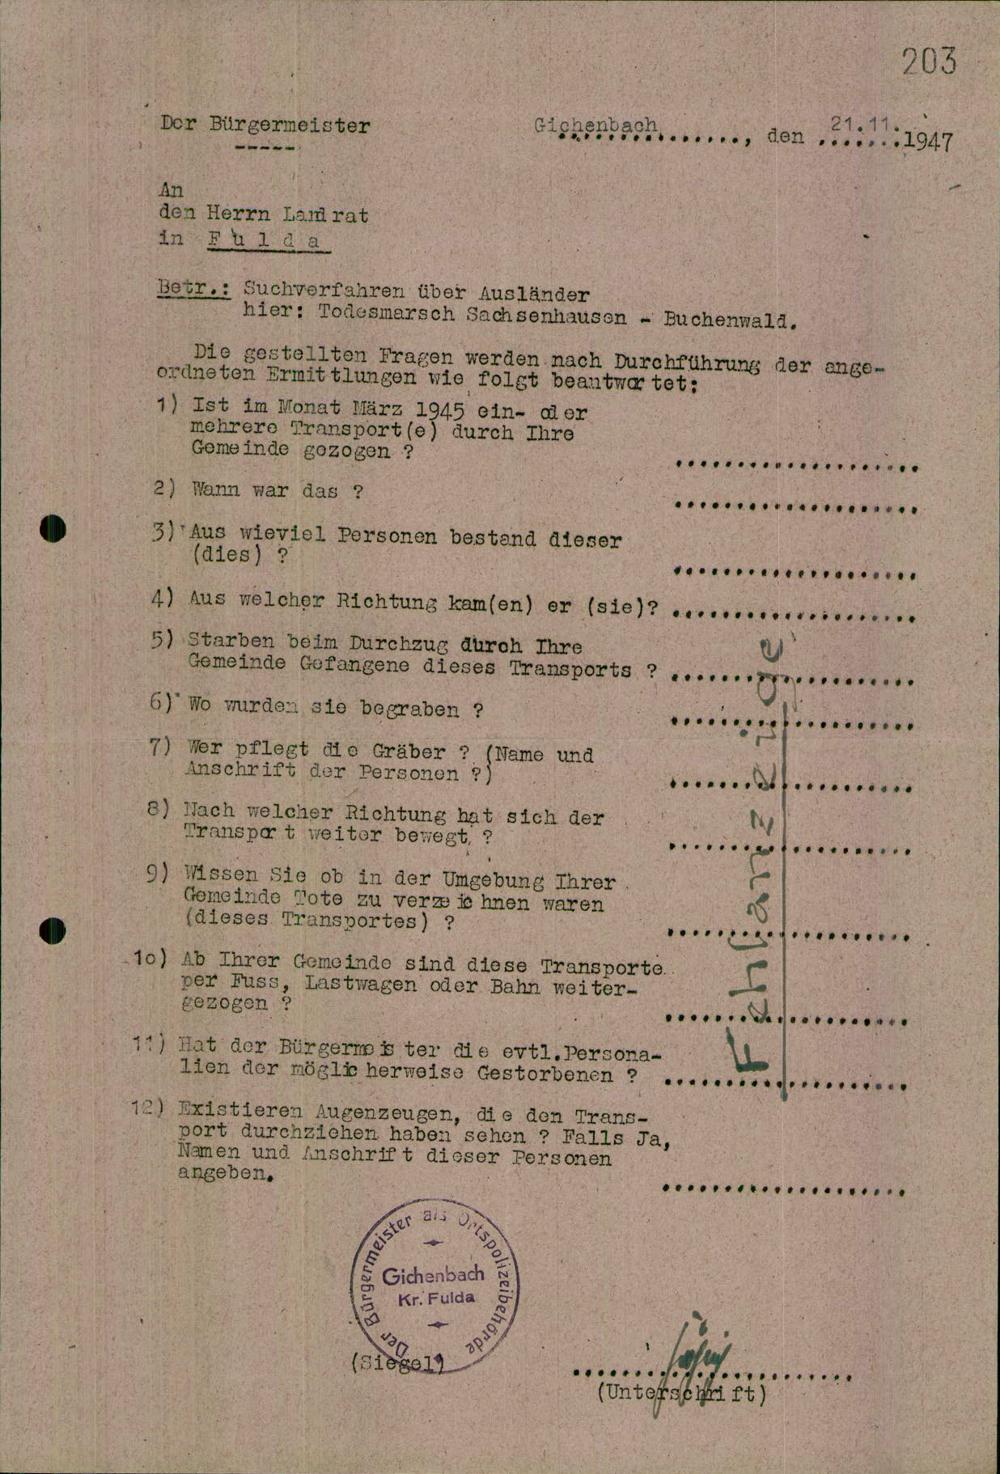 203
Der Bürgermeister
-----
Gichenbach, den 21.11. 1947
An
den Herrn Landrat
in Fulda
Betr.: Suchverfahren über Ausländer
hier: Todesmarsch Sachsenhausen - Buchenwald.
Die gestellten Fragen werden nach Durchführung der ange-
ordneten Ermittlungen wie folgt beantwortet:
1) Ist im Monat März 1945 ein- oder
mehrere Transport(e) durch Ihre
Gemeinde gezogen ? ....................
2) Wann war das ? ....................
3) Aus wieviel Personen bestand dieser
(dies) ? ....................
4) Aus welcher Richtung kam(en) er (sie)? ....................
5) Starben beim Durchzug durch Ihre
Gemeinde Gefangene dieses Transports ? ....................
6) Wo wurden sie begraben ? ....................
7) Wer pflegt die Gräber ? (Name und
Anschrift der Personen ?) ....................
8) Nach welcher Richtung hat sich der
Transport weiter bewegt ? ....................
9) Wissen Sie ob in der Umgebung Ihrer
Gemeinde Tote zu verzeichnen waren
(dieses Transportes) ? ....................
10) Ab Ihrer Gemeinde sind diese Transporte
per Fuss, Lastwagen oder Bahn weiter-
gezogen ? ....................
11) Hat der Bürgermeister die evtl.Persona-
lien der möglicherweise Gestorbenen ? ....................
12) Existieren Augenzeugen, die den Trans-
port durchziehen haben sehen ? Falls Ja,
Namen und Anschrift dieser Personen
angeben. ....................
Fehlanzeige
Der Bürgermeister als Ortspolizeibehörde
Gichenbach
Kr. Fulda
(Siegel)
(Unterschrift)